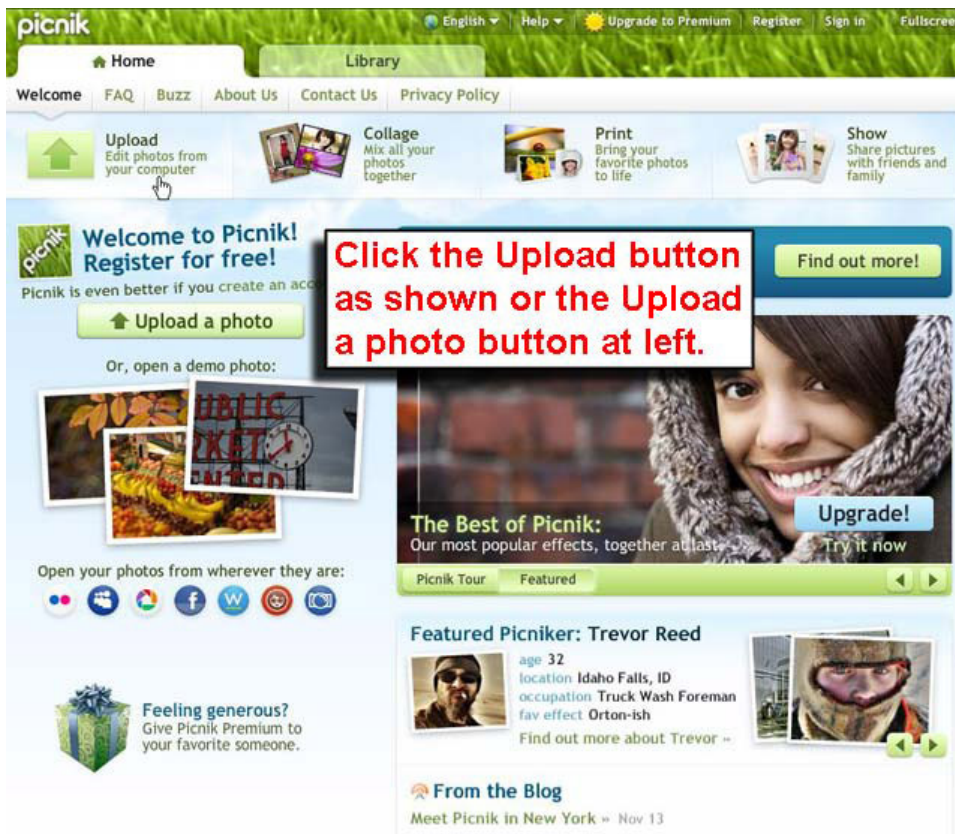 picnik
English Help Upgrade to Premium Register Sign in Fullscree
Home Library
Welcome FAQ Buzz About Us Contact Us Privacy Policy
Upload
Edit photos from
your computer
Collage
Mix all your
photos
together
Print
Bring your
favorite photos
to life
Show
Share pictures
with friends and
family
picnik
Welcome to Picnik!
Register for free!
Picnik is even better if you create an acc
Upload a photo
Click the Upload button
as shown or the Upload
a photo button at left.
Find out more!
Or, open a demo photo:
PUBLIC
MARKET
CENTER
The Best of Picnik:
Our most popular effects, together at last.
Upgrade!
Try it now
Picnik Tour Featured
Open your photos from wherever they are:
f
W
Feeling generous?
Give Picnik Premium to
your favorite someone.
Featured Picniker: Trevor Reed
age 32
location Idaho Falls, ID
occupation Truck Wash Foreman
fav effect Orton-ish
Find out more about Trevor »
From the Blog
Meet Picnik in New York » Nov 13